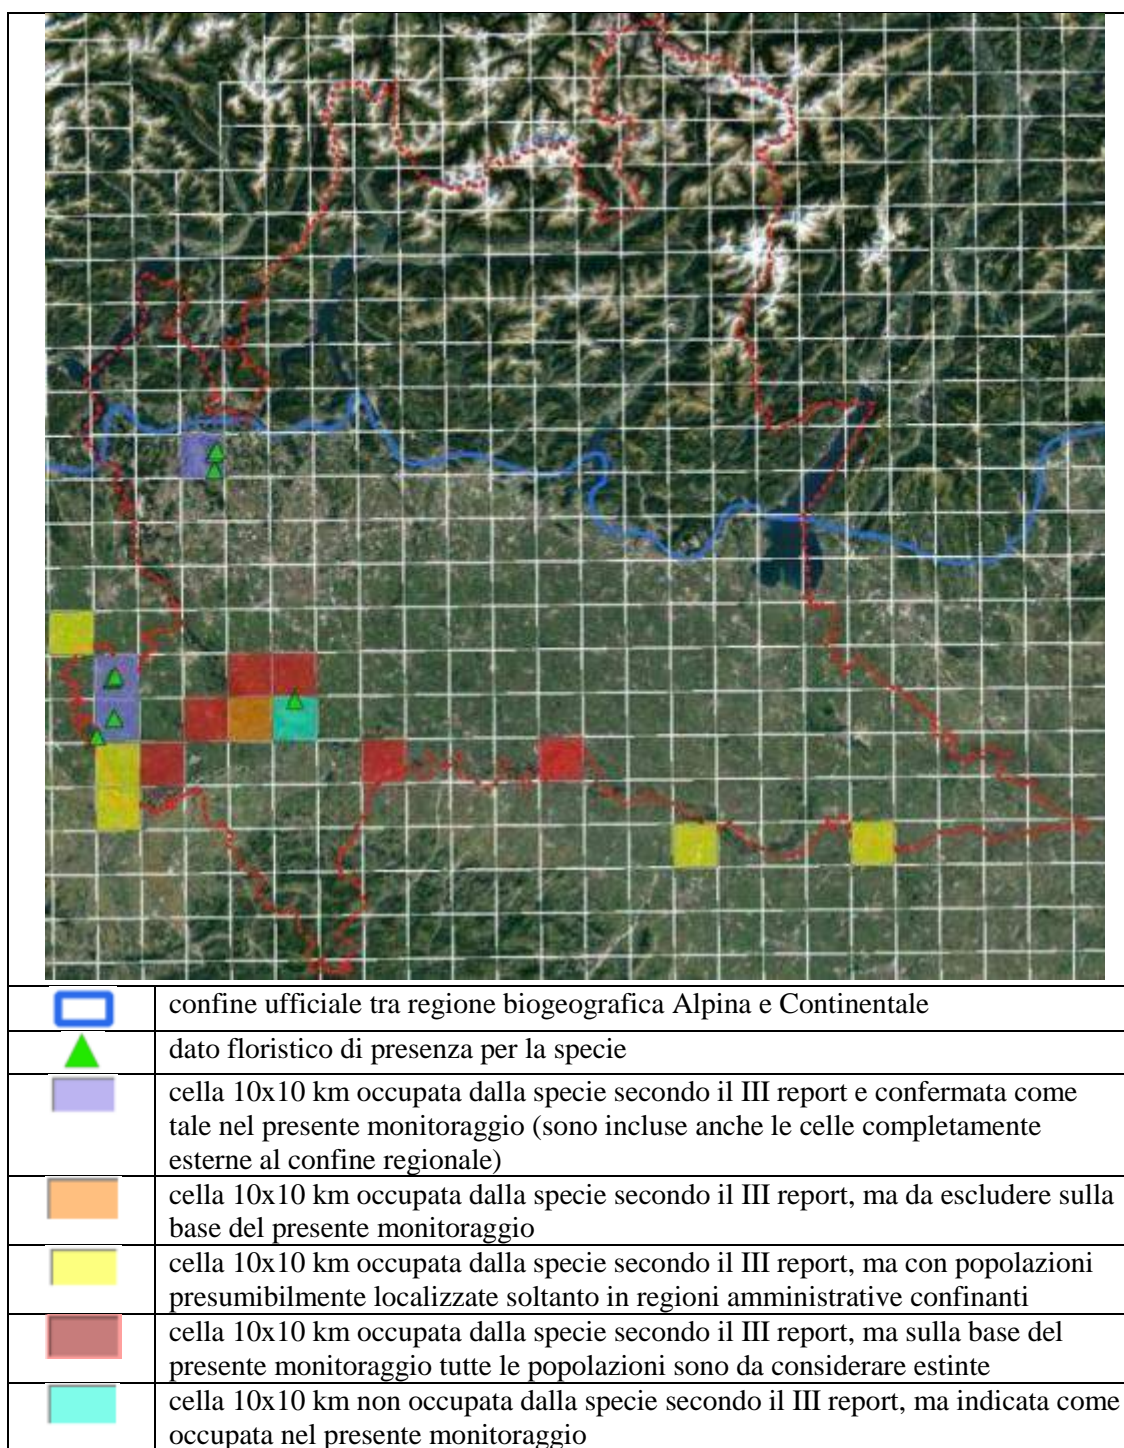 confine ufficiale tra regione biogeografica Alpina e Continentale
dato floristico di presenza per la specie
cella 10x10 km occupata dalla specie secondo il III report e confermata come
tale nel presente monitoraggio (sono incluse anche le celle completamente
esterne al confine regionale)
cella 10x10 km occupata dalla specie secondo il III report, ma da escludere sulla
base del presente monitoraggio
cella 10x10 km occupata dalla specie secondo il III report, ma con popolazioni
presumibilmente localizzate soltanto in regioni amministrative confinanti
cella 10x10 km occupata dalla specie secondo il III report, ma sulla base del
presente monitoraggio tutte le popolazioni sono da considerare estinte
cella 10x10 km non occupata dalla specie secondo il III report, ma indicata come
occupata nel presente monitoraggio